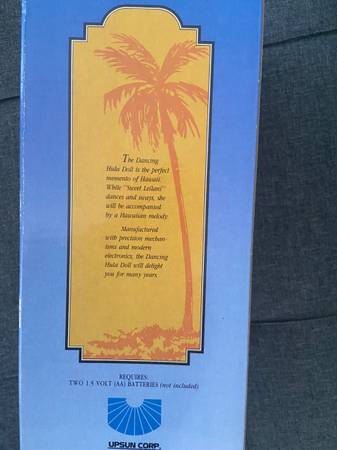 The Dancing
Hula Doll is the perfect
memento of Hawaii.
While "Sweet Leilani"
dances and sways, she
will be accompanied
by a Hawaiian melody.
Manufactured
with precision mechan-
isms and modern
electronics, the Dancing
Hula Doll will delight
you for many years.
REQUIRES:
TWO 1.5 VOLT (AA) BATTERIES (not included)
UPSUN CORP.